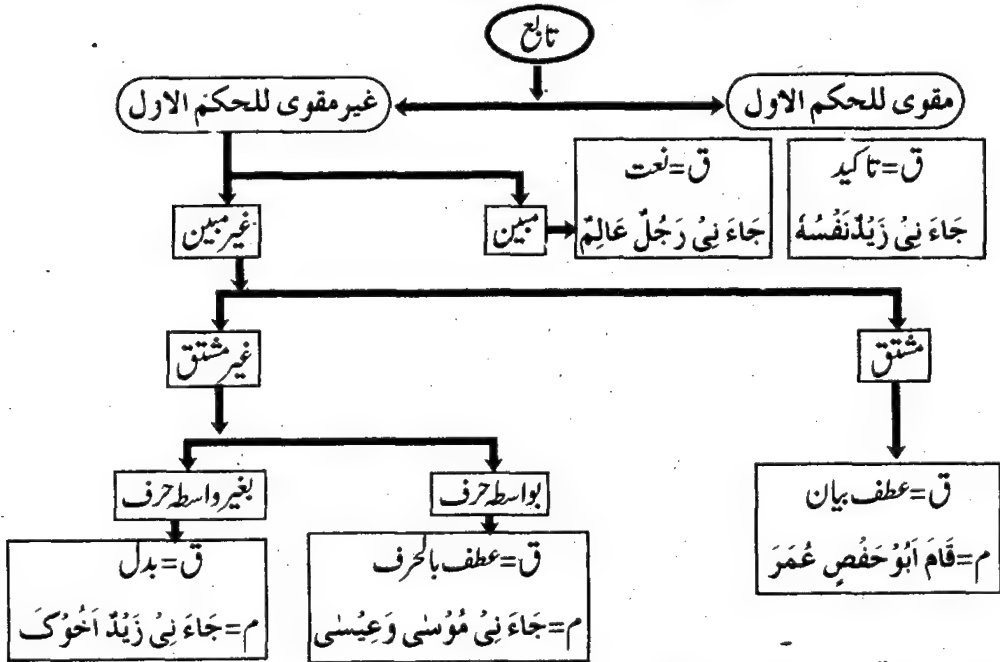 تابع
مقوی للحکم الاول
غیر مقوی للحکم الاول
ق=تاکید
جَاءَ نِیْ زَیْدٌ نَفْسُهٗ
ق=نعت
جَاءَ نِیْ رَجُلٌ عَالِمٌ
مبین
غیر مبین
مشتق
غیر مشتق
ق=عطف بیان
م=قَامَ اَبُوْ حَفْصٍ عُمَرَ
بواسطہ حرف
بغیر واسطہ حرف
ق=عطف بالحرف
م=جَاءَ نِیْ مُوْسٰی وَعِیْسٰی
ق=بدل
م=جَاءَ نِیْ زَیْدٌ اَخُوْکَ